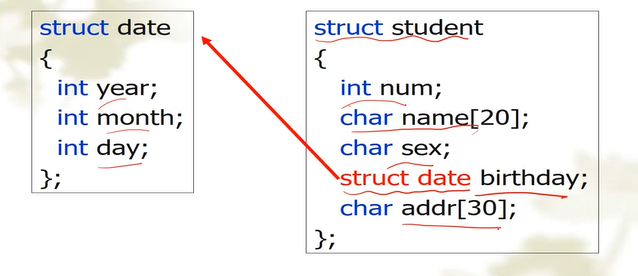 struct date
{
int year;
int month;
int day;
};
struct student
{
int num;
char name[20];
char sex;
struct date birthday;
char addr[30];
};